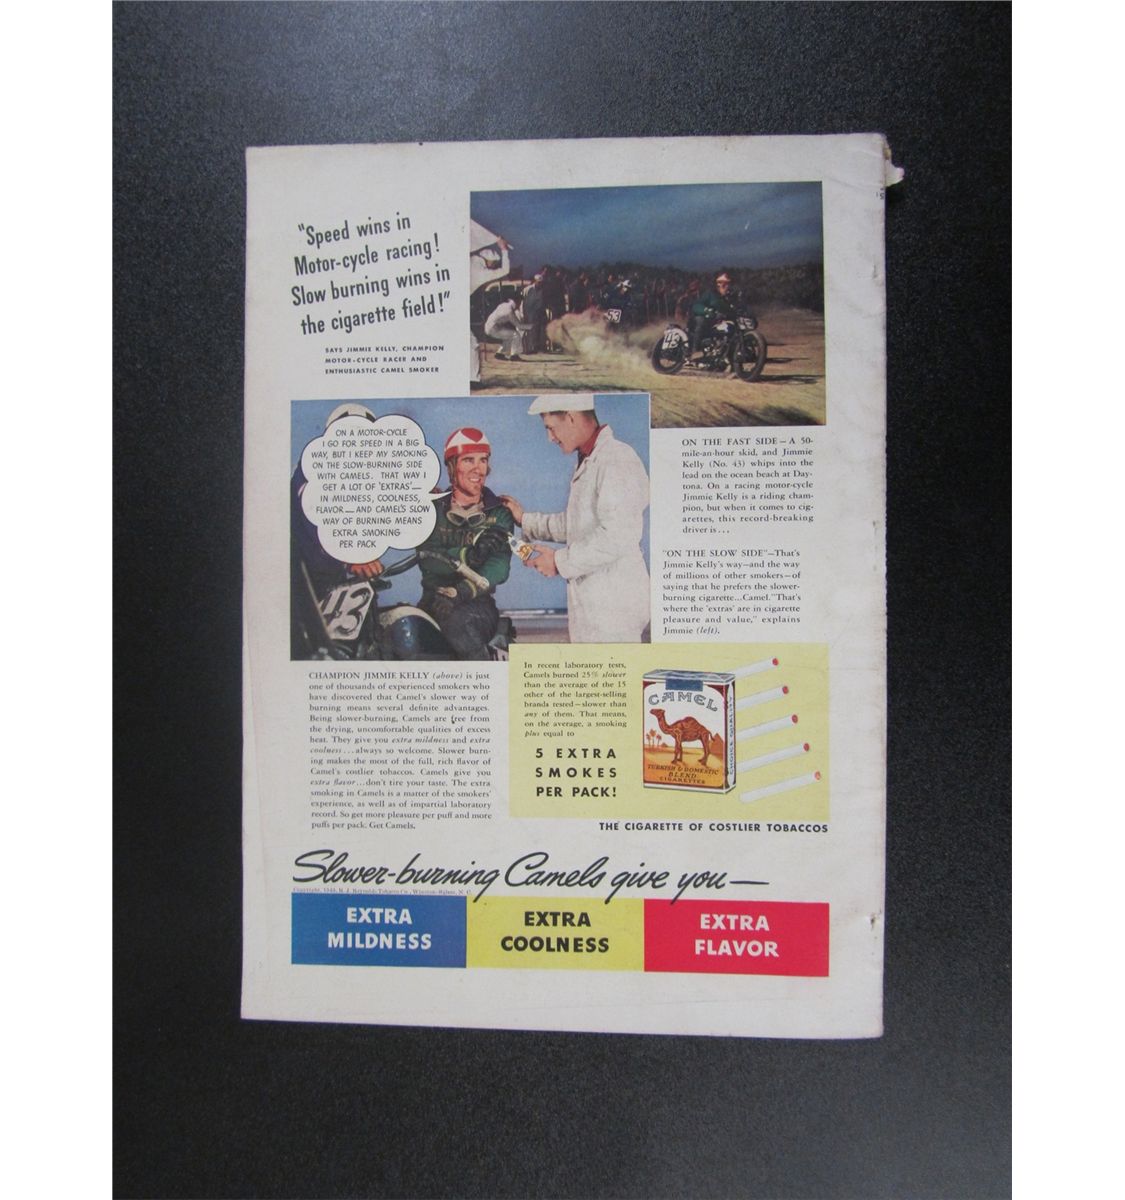 "Speed wins in
Motor-cycle racing!
Slow burning wins in
the cigarette field!"
SAYS JIMMIE KELLY, CHAMPION
MOTOR-CYCLE RACER AND
ENTHUSIASTIC CAMEL SMOKER
53
43
45
ON A MOTOR-CYCLE
I GO FOR SPEED IN A BIG
WAY, BUT I KEEP MY SMOKING
ON THE SLOW-BURNING SIDE
WITH CAMELS. THAT WAY I
GET A LOT OF 'EXTRAS'—
IN MILDNESS, COOLNESS,
FLAVOR—AND CAMEL'S SLOW
WAY OF BURNING MEANS
EXTRA SMOKING
PER PACK
43
ON THE FAST SIDE—A 50-
mile-an-hour skid, and Jimmie
Kelly (No. 43) whips into the
lead on the ocean beach at Day-
tona. On a racing motor-cycle
Jimmie Kelly is a riding cham-
pion, but when it comes to cig-
arettes, this record-breaking
driver is...
"ON THE SLOW SIDE"—That's
Jimmie Kelly's way—and the way
of millions of other smokers—of
saying that he prefers the slower-
burning cigarette...Camel. "That's
where the 'extras' are in cigarette
pleasure and value," explains
Jimmie (left).
CHAMPION JIMMIE KELLY (above) is just
one of thousands of experienced smokers who
have discovered that Camel's slower way of
burning means several definite advantages.
Being slower-burning, Camels are free from
the drying, uncomfortable qualities of excess
heat. They give you extra mildness and extra
coolness...always so welcome. Slower burn-
ing makes the most of the full, rich flavor of
Camel's costlier tobaccos. Camels give you
extra flavor...don't tire your taste. The extra
smoking in Camels is a matter of the smokers'
experience, as well as of impartial laboratory
record. So get more pleasure per puff and more
puffs per pack. Get Camels.
In recent laboratory tests,
Camels burned 25% slower
than the average of the 15
other of the largest-selling
brands tested—slower than
any of them. That means,
on the average, a smoking
plus equal to
5 EXTRA
SMOKES
PER PACK!
CAMEL
TURKISH & DOMESTIC
BLEND
CIGARETTES
CHOICE QUALITY
THE CIGARETTE OF COSTLIER TOBACCOS
Slower-burning Camels give you—
Copyright, 1940, R. J. Reynolds Tobacco Co., Winston-Salem, N. C.
EXTRA
MILDNESS
EXTRA
COOLNESS
EXTRA
FLAVOR